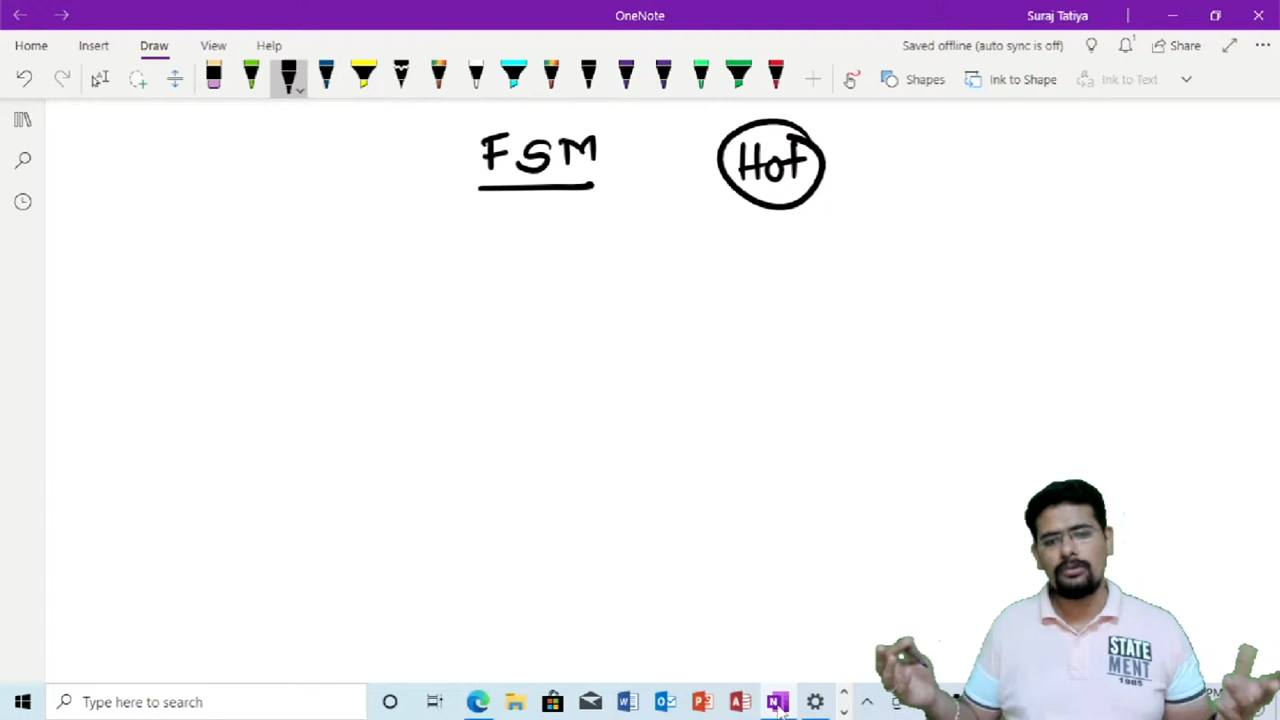 OneNote
Suraj Tatiya
Home Insert Draw View Help
Saved offline (auto sync is off)
Share
Shapes
Ink to Shape
Ink to Text
FSM
HOF
STATE
MENT
1985
Type here to search